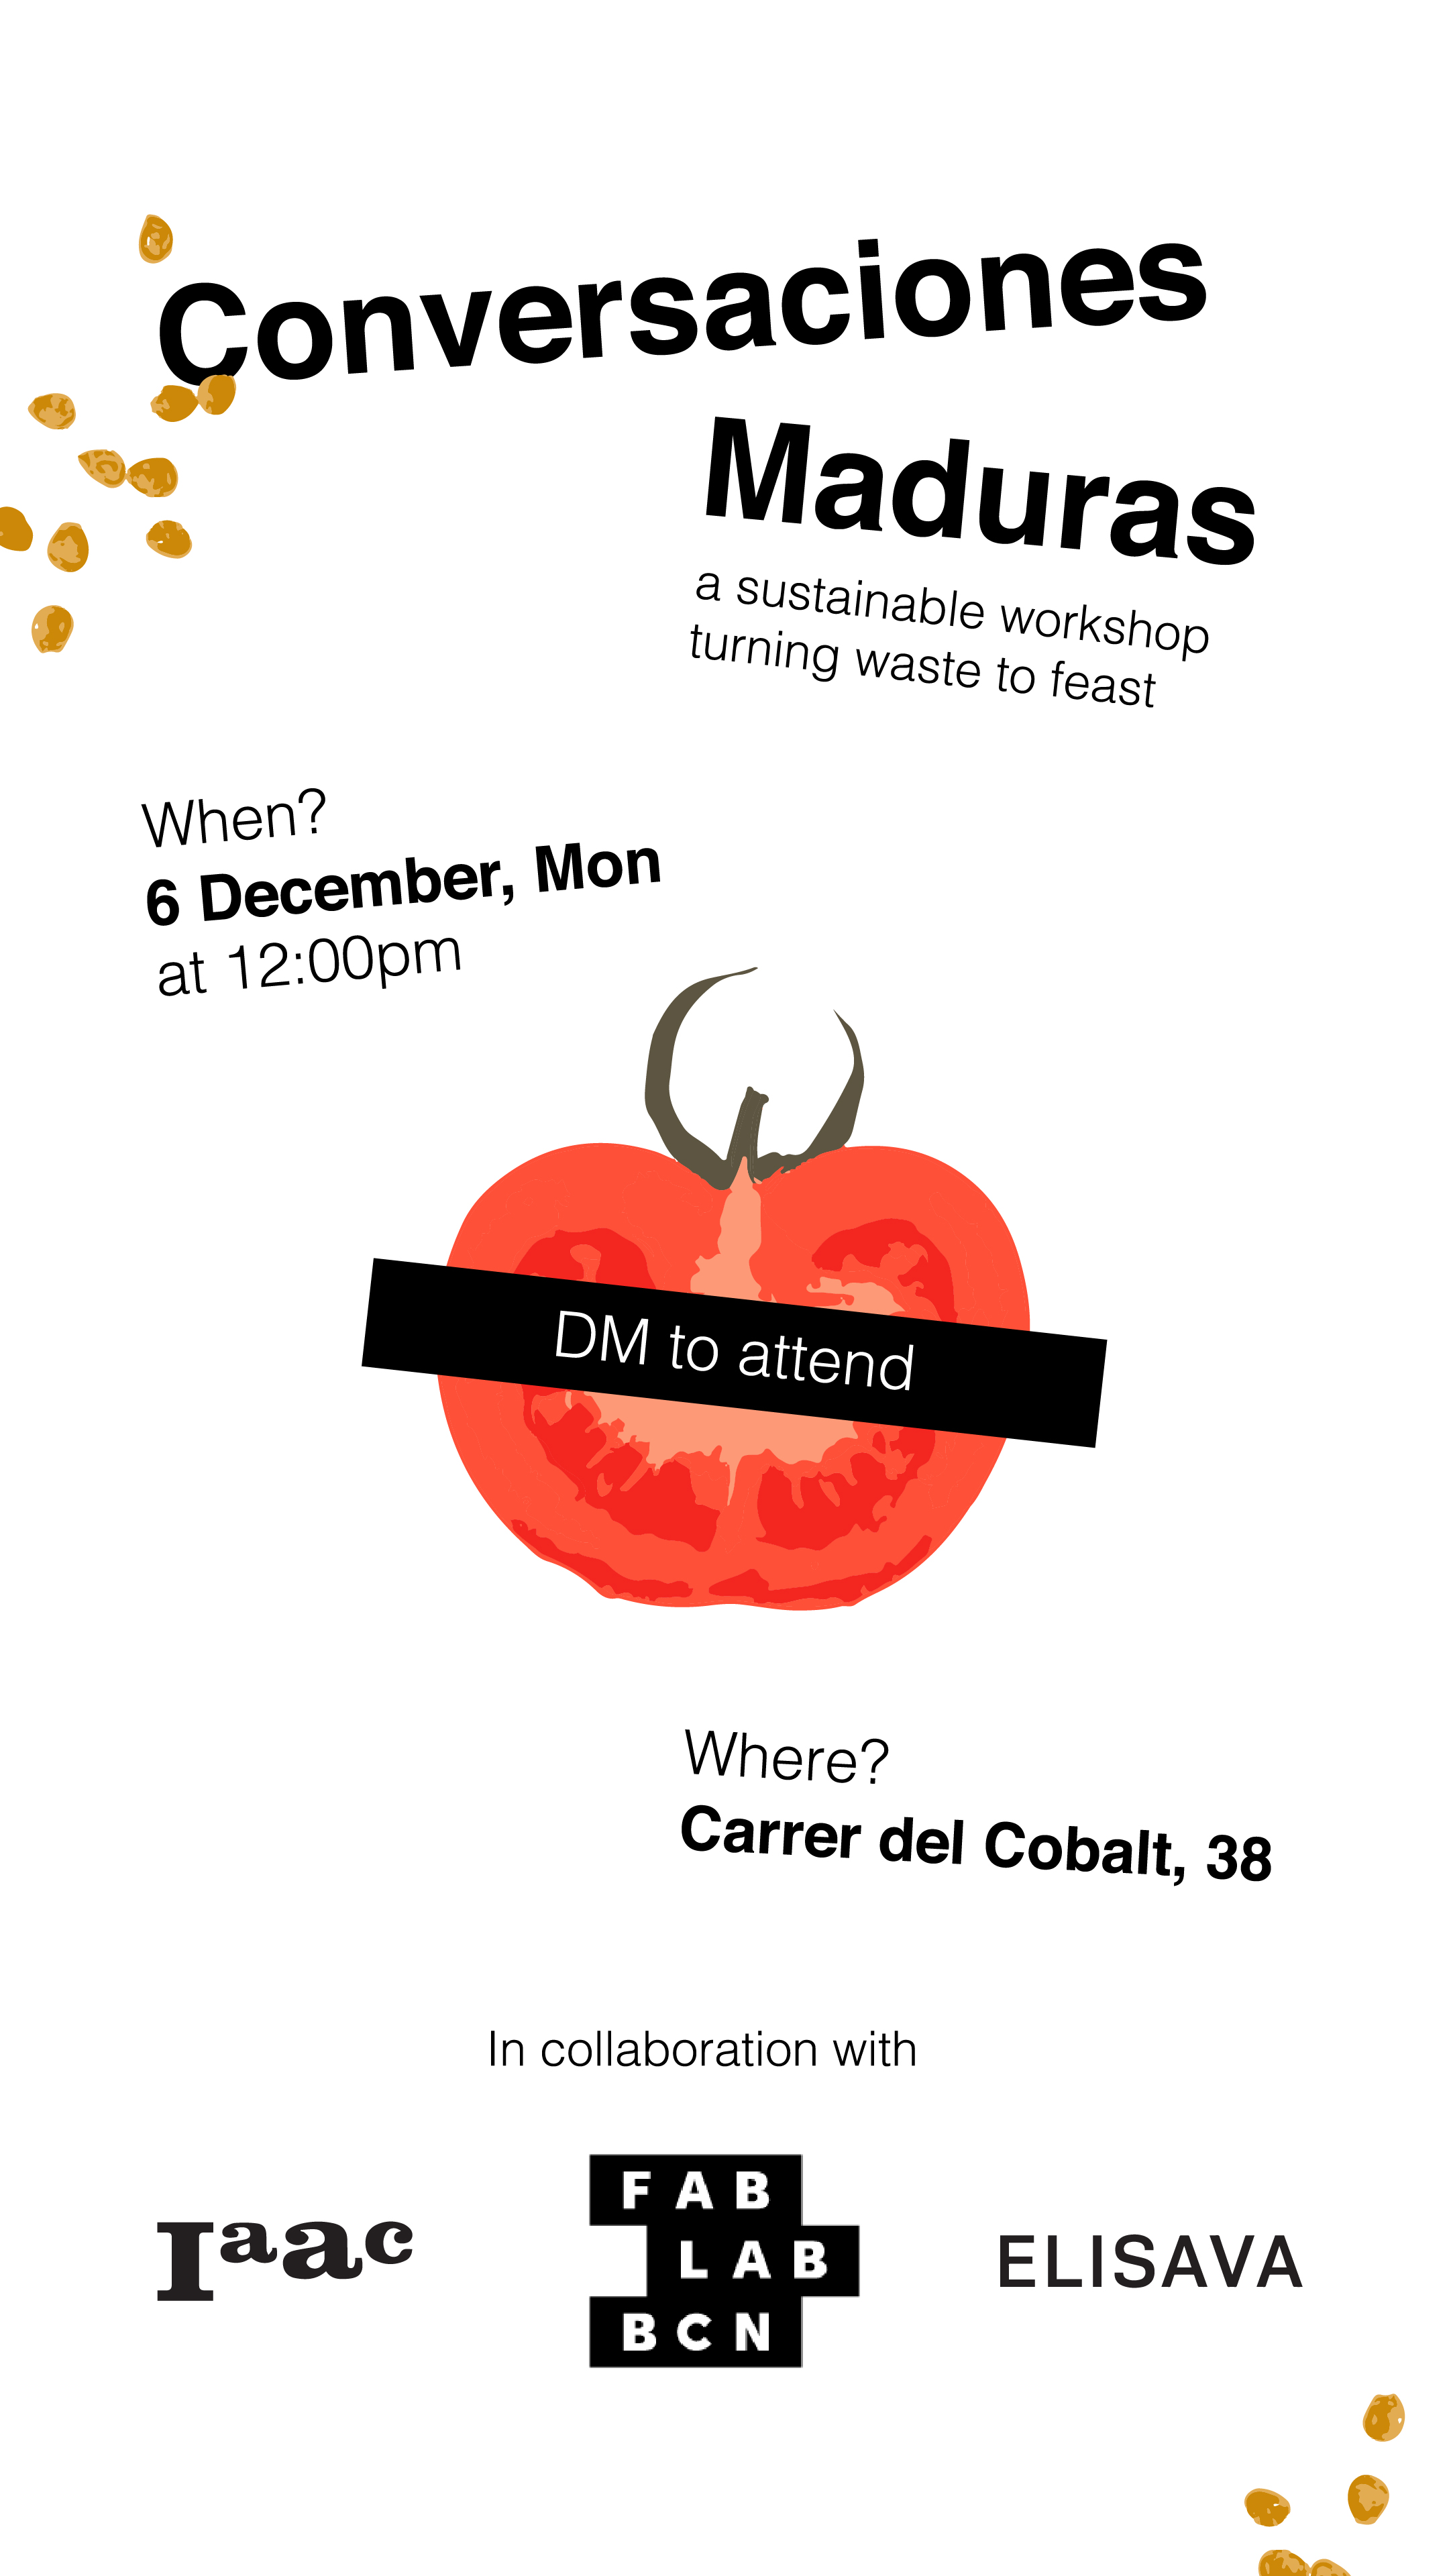 Conversaciones
Maduras
a sustainable workshop
turning waste to feast
When?
6 December, Mon
at 12:00pm
DM to attend
Where?
Carrer del Cobalt, 38
In collaboration with
Iaac
FAB
LAB
BCN
ELISAVA